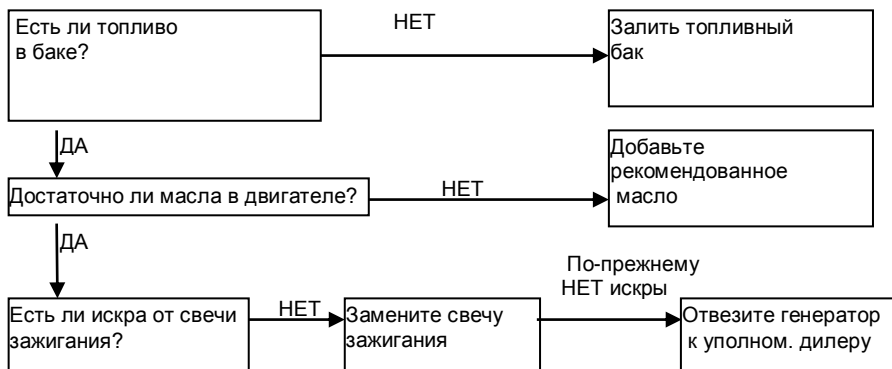 Есть ли топливо
в баке?
НЕТ
Залить топливный
бак
ДА
Достаточно ли масла в двигателе?
НЕТ
Добавьте
рекомендованное
масло
ДА
Есть ли искра от свечи
зажигания?
НЕТ
Замените свечу
зажигания
По-прежнему
НЕТ искры
Отвезите генератор
к уполном. дилеру